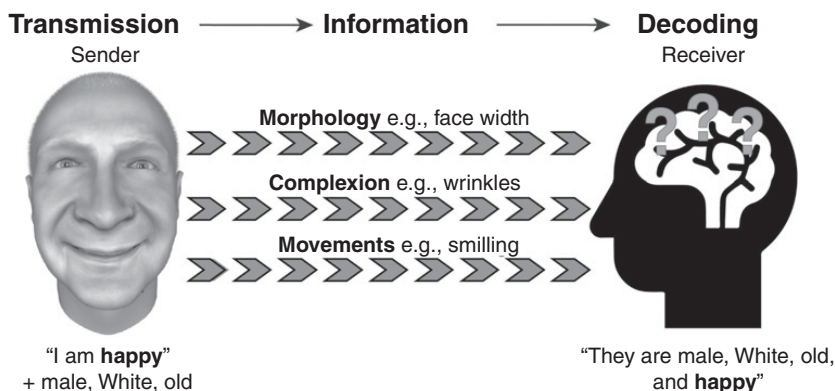 Transmission Information Decoding
Sender Receiver
Morphology e.g., face width
Complexion e.g., wrinkles
Movements e.g., smilling
“I am happy”
+ male, White, old
“They are male, White, old,
and happy”
? ? ?